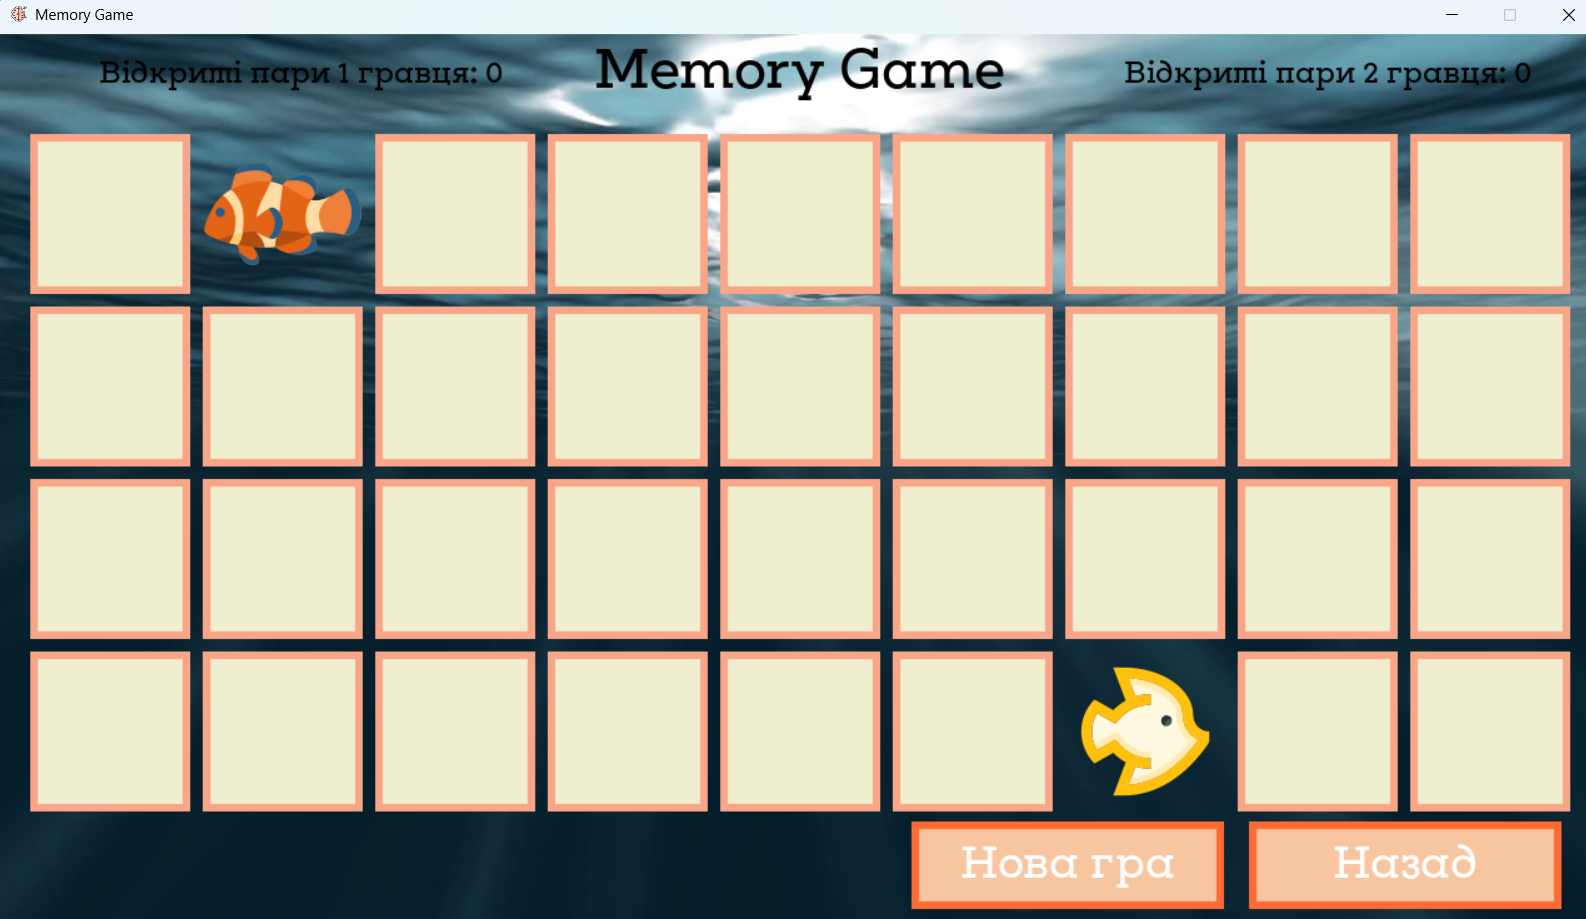 Memory Game
Відкриті пари 1 гравця: 0
Memory Game
Відкриті пари 2 гравця: 0
Нова гра
Назад